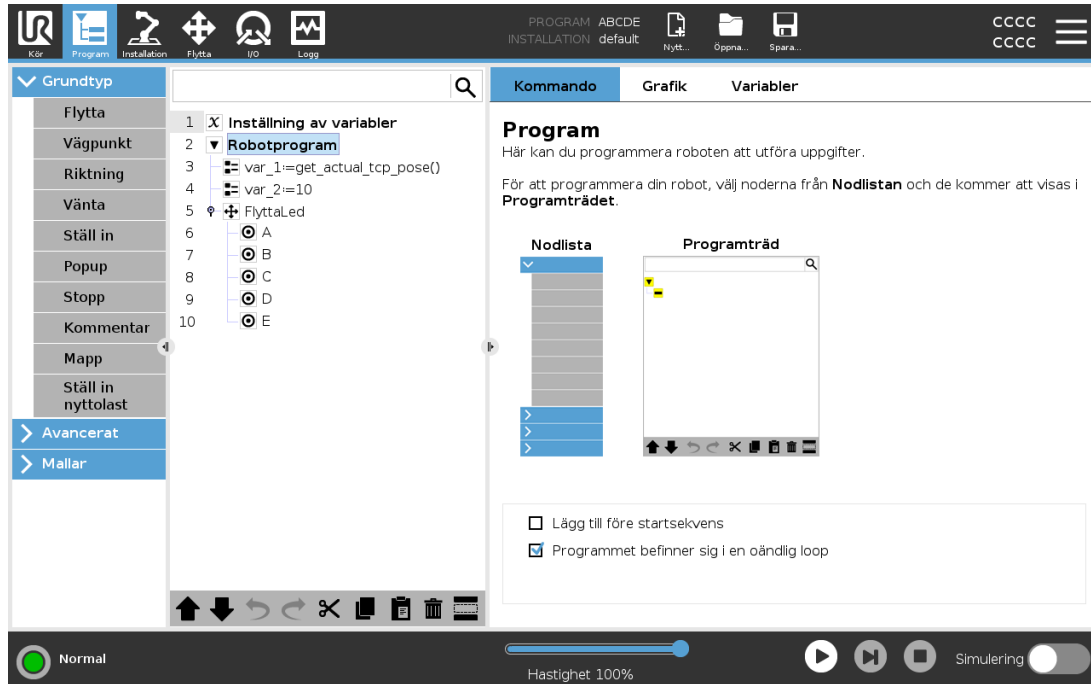 UR
Kör
Program
Installation
Flytta
I/O
Logg
PROGRAM ABCDE
INSTALLATION default
Nytt...
Öppna...
Spara...
cccc
cccc
Grundtyp
Flytta
Vägpunkt
Riktning
Vänta
Ställ in
Popup
Stopp
Kommentar
Mapp
Ställ in
nyttolast
Avancerat
Mallar
1 X Inställning av variabler
2 Robotprogram
3 var_1:=get_actual_tcp_pose()
4 var_2:=10
5 FlyttaLed
6 A
7 B
8 C
9 D
10 E
Kommando Grafik Variabler
Program
Här kan du programmera roboten att utföra uppgifter.
För att programmera din robot, välj noderna från Nodlistan och de kommer att visas i
Programträdet.
Nodlista
Programträd
Lägg till före startsekvens
Programmet befinner sig i en oändlig loop
Normal
Hastighet 100%
Simulering